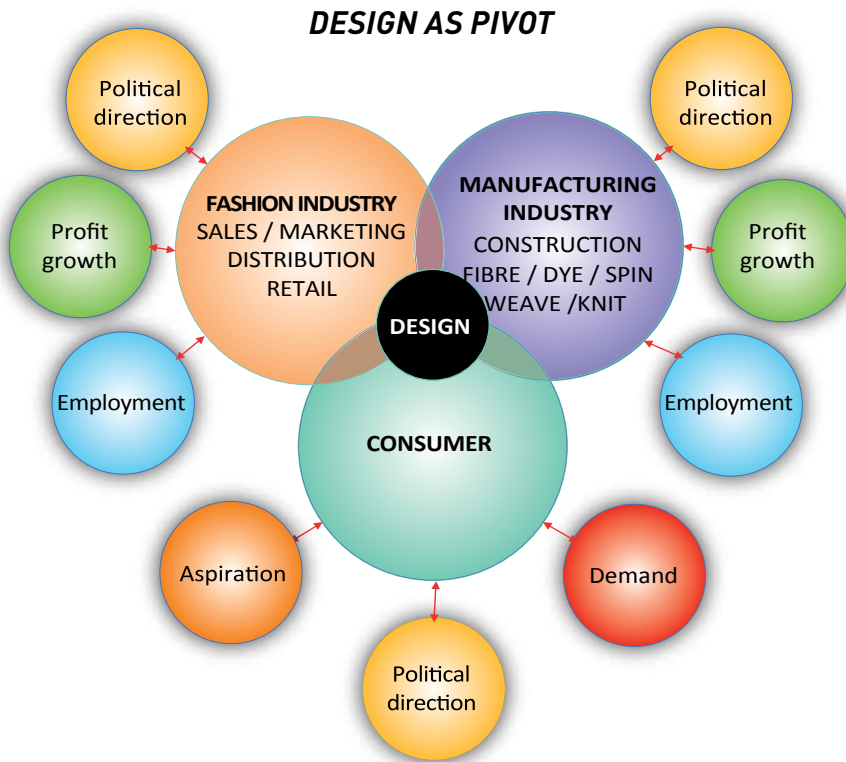 DESIGN AS PIVOT
Political
direction
Political
direction
FASHION INDUSTRY
SALES / MARKETING
DISTRIBUTION
RETAIL
MANUFACTURING
INDUSTRY
CONSTRUCTION
FIBRE / DYE / SPIN
WEAVE /KNIT
Profit
growth
Profit
growth
DESIGN
Employment
Employment
CONSUMER
Aspiration
Demand
Political
direction